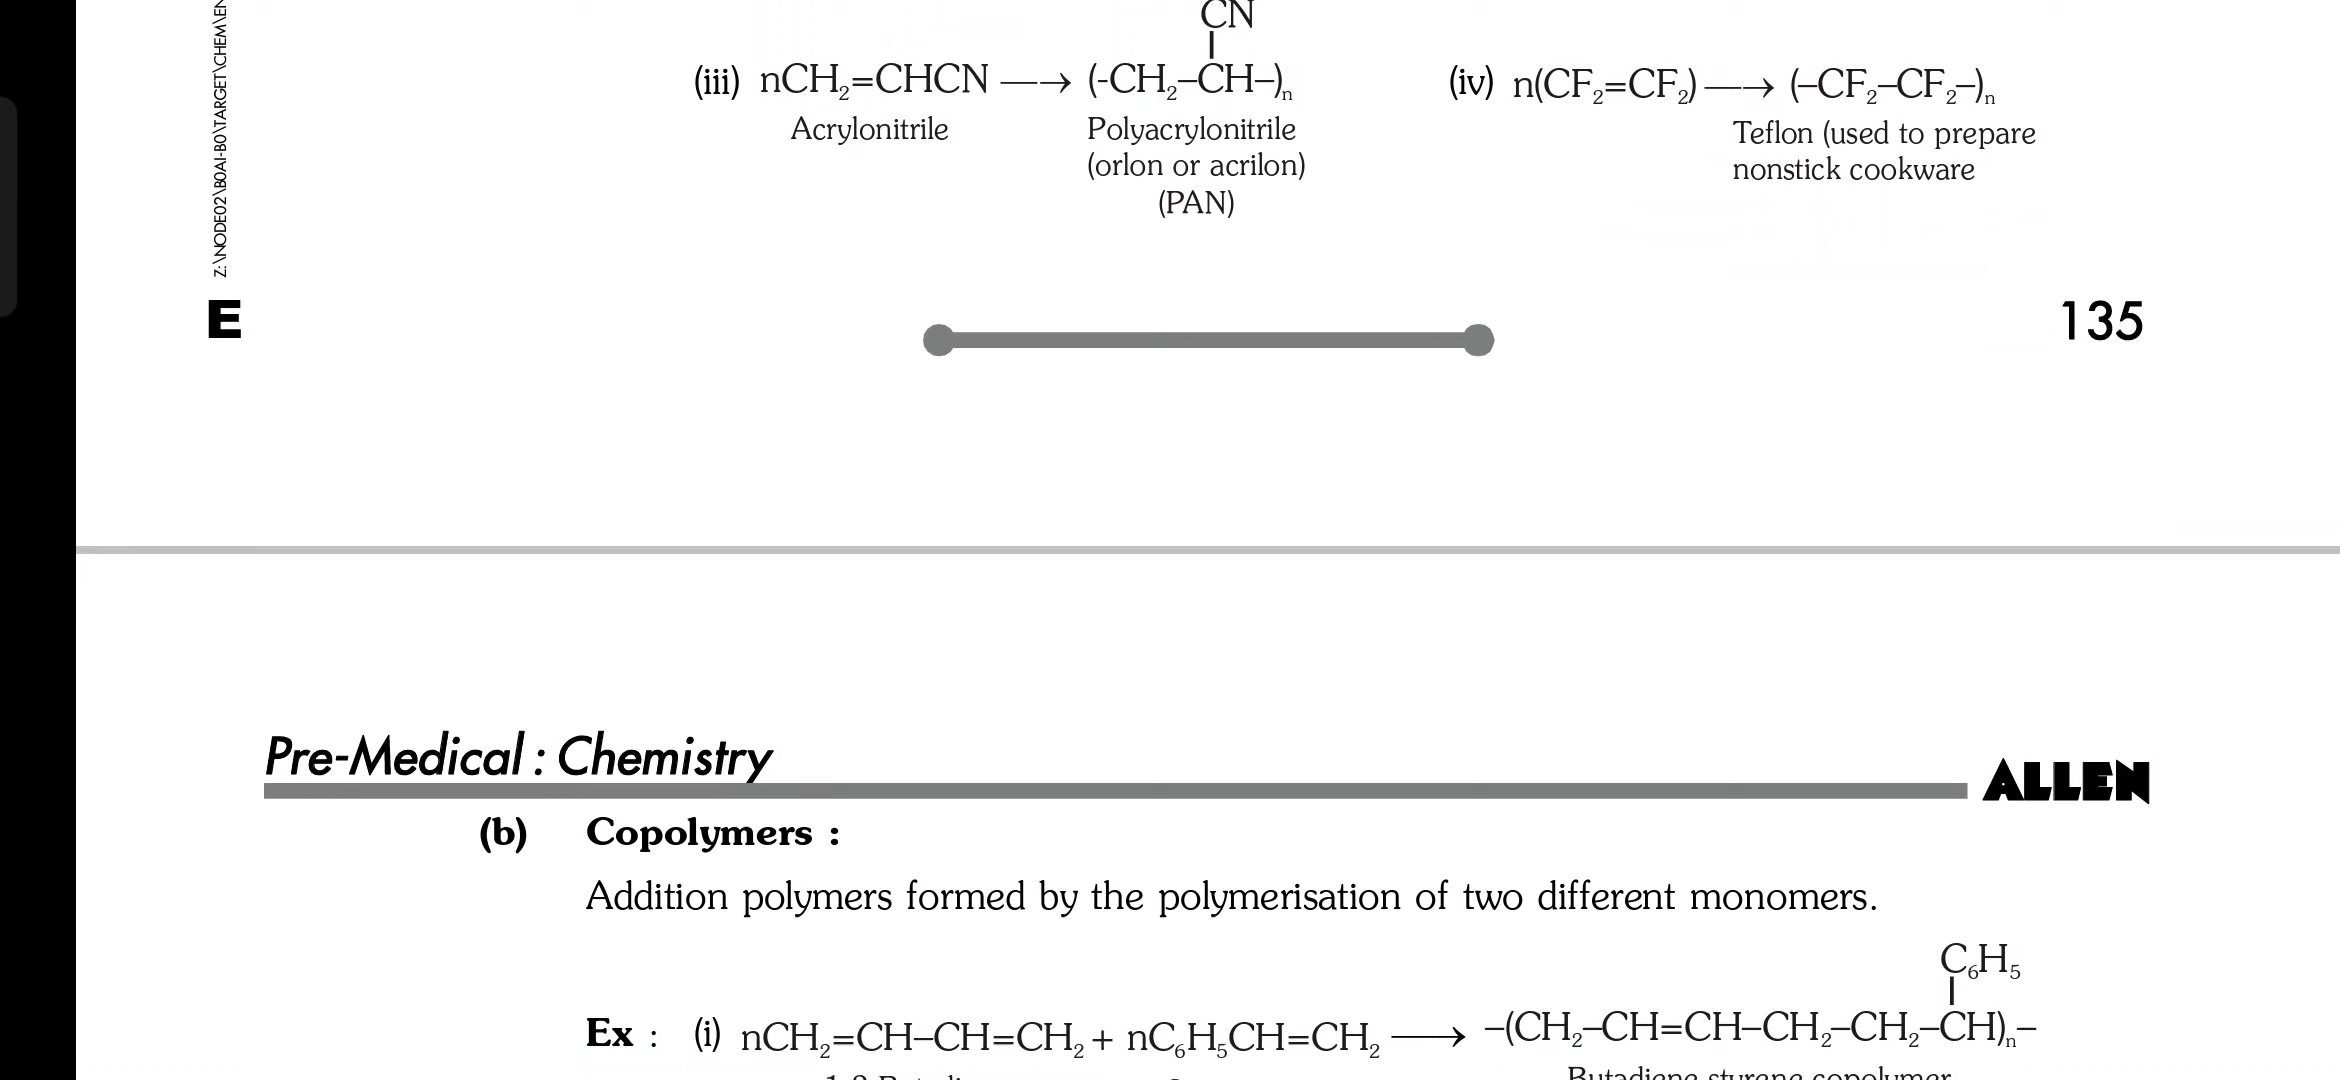 Z:\NODE02\B0AI-B0\TARGET\CHEM\EN
CN
(iii) nCH₂=CHCN ⟶ (-CH₂–CH–)ₙ
(iv) n(CF₂=CF₂) ⟶ (–CF₂–CF₂–)ₙ
Acrylonitrile
Polyacrylonitrile
(orlon or acrilon)
(PAN)
Teflon (used to prepare
nonstick cookware
E
135
Pre-Medical : Chemistry
ALLEN
(b) Copolymers :
Addition polymers formed by the polymerisation of two different monomers.
C₆H₅
Ex : (i) nCH₂=CH–CH=CH₂ + nC₆H₅CH=CH₂ ⟶ –(CH₂–CH=CH–CH₂–CH₂–CH)ₙ–
Butadiene styrene copolymer